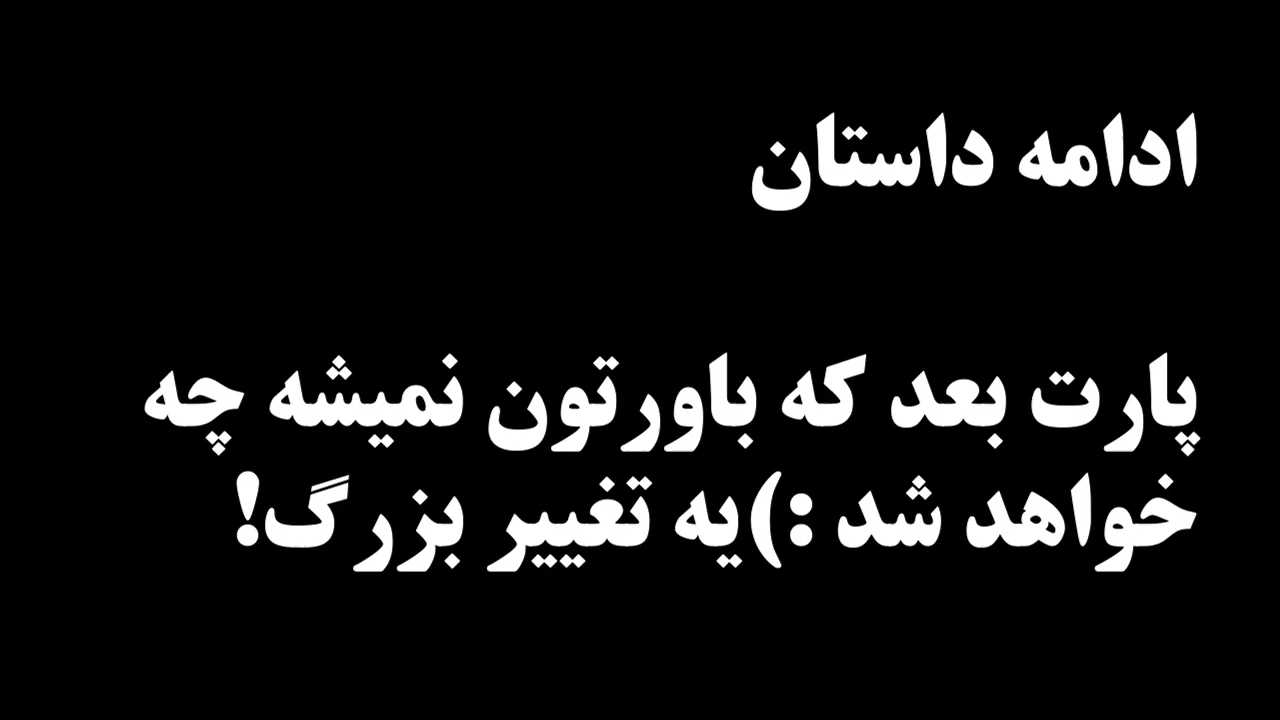 ادامه داستان
پارت بعد که باورتون نمیشه چه
خواهد شد :)یه تغییر بزرگ!